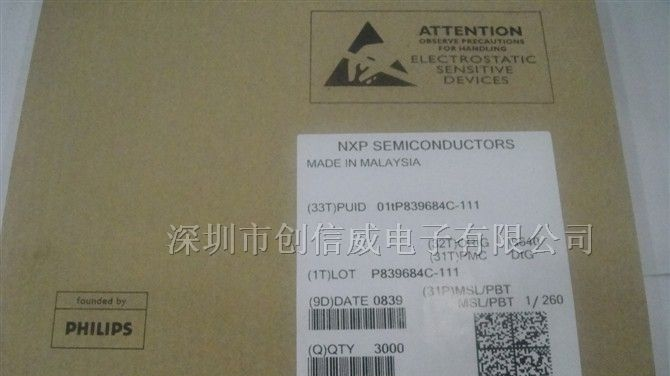 ATTENTION
OBSERVE PRECAUTIONS
FOR HANDLING
ELECTROSTATIC
SENSITIVE
DEVICES
NXP SEMICONDUCTORS
MADE IN MALAYSIA
(33T)PUID 01tP839684C-111
深圳市创信威电子有限公司
(31T)PMC
(1T)LOT P839684C-111
(31P)MSL/PBT
(9D)DATE 0839
MSL/PBT 1/260
(Q)QTY 3000
founded by
PHILIPS